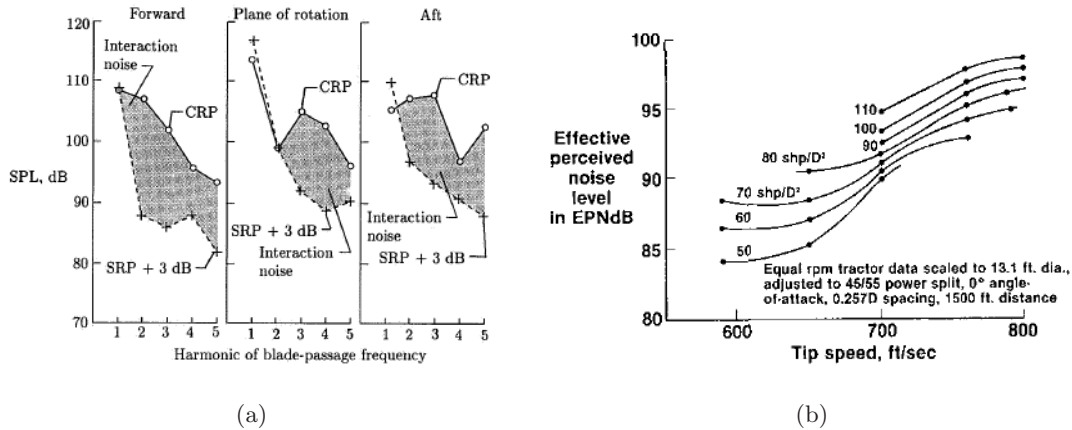 Forward
Plane of rotation
Aft
120
110
100
90
80
70
SPL, dB
Interaction
noise
CRP
SRP + 3 dB
CRP
SRP + 3 dB
Interaction
noise
CRP
Interaction
noise
SRP + 3 dB
1 2 3 4 5
1 2 3 4 5
1 2 3 4 5
Harmonic of blade-passage frequency
(a)
100
95
90
85
80
Effective
perceived
noise
level
in EPNdB
110
100
90
80 shp/D²
70 shp/D²
60
50
Equal rpm tractor data scaled to 13.1 ft. dia.,
adjusted to 45/55 power split, 0° angle-
of-attack, 0.257D spacing, 1500 ft. distance
600 700 800
Tip speed, ft/sec
(b)